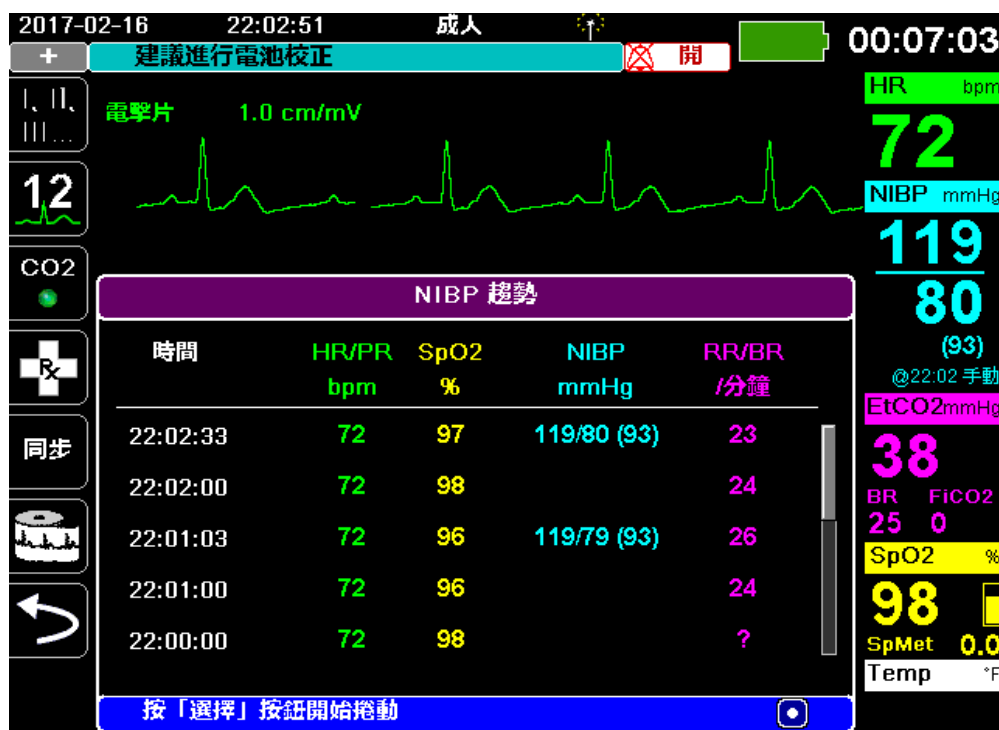 2017-02-16 22:02:51 成人 00:07:03
+ 建議進行電池校正 開
I、II、
III...
電擊片 1.0 cm/mV
HR bpm
72
12
NIBP mmHg
119
80
(93)
@22:02 手動
CO2
NIBP 趨勢
時間 HR/PR SpO2 NIBP RR/BR
bpm % mmHg /分鐘
22:02:33 72 97 119/80 (93) 23
22:02:00 72 98 24
22:01:03 72 96 119/79 (93) 26
22:01:00 72 96 24
22:00:00 72 98 ?
Rx
同步
EtCO2 mmHg
38
BR FiCO2
25 0
SpO2 %
98
SpMet 0.0
Temp °F
按「選擇」按鈕開始捲動